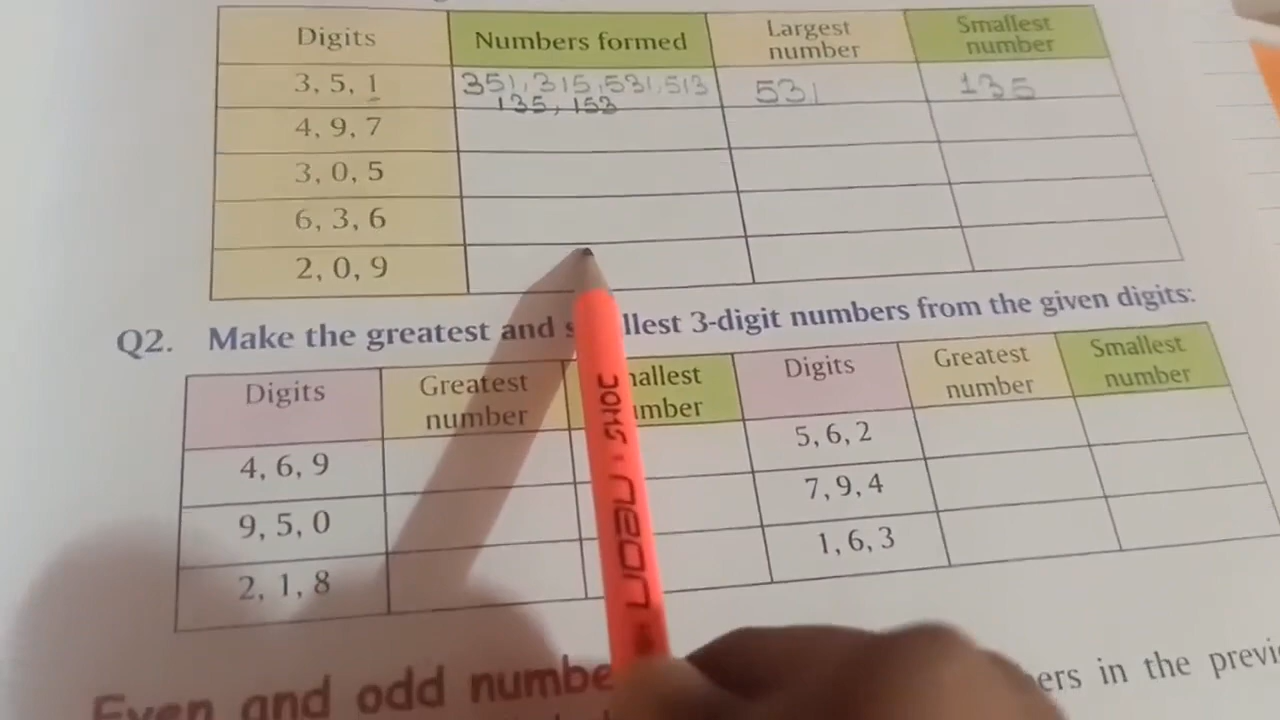 Digits Numbers formed Largest number Smallest number
3, 5, 1 351, 315, 531, 513 531 135
135, 153
4, 9, 7
3, 0, 5
6, 3, 6
2, 0, 9
Q2. Make the greatest and s llest 3-digit numbers from the given digits:
Digits Greatest number mallest mber Digits Greatest number Smallest number
4, 6, 9 5, 6, 2
9, 5, 0 7, 9, 4
2, 1, 8 1, 6, 3
Even and odd numbe ers in the previ
JOMS · neon